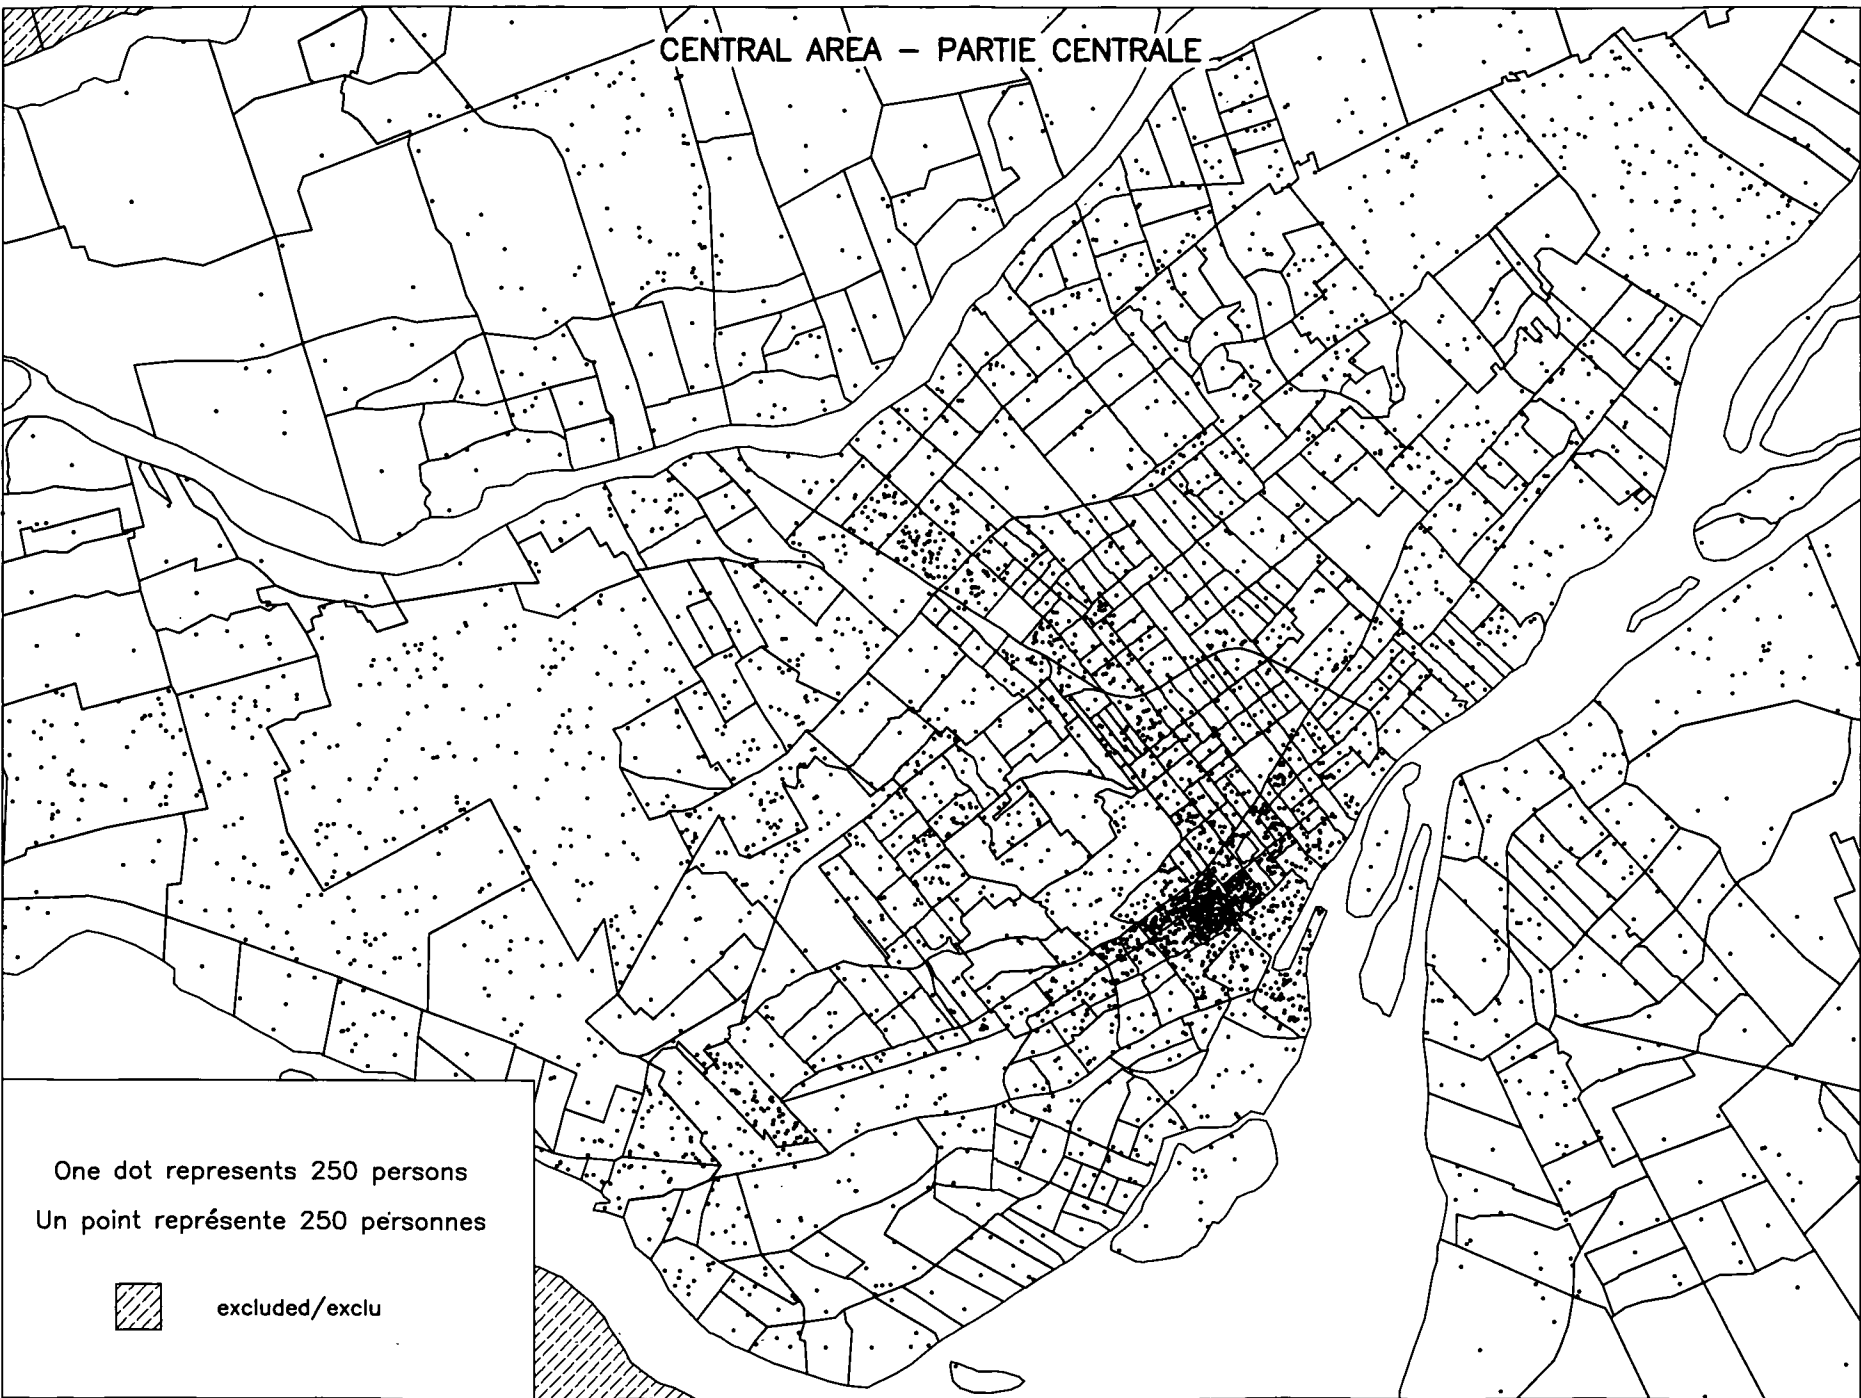 CENTRAL AREA – PARTIE CENTRALE
One dot represents 250 persons
Un point représente 250 personnes
excluded/exclu